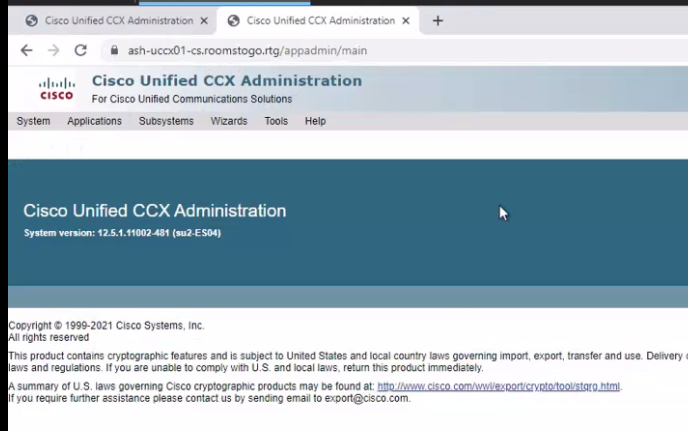 Cisco Unified CCX Administration
Cisco Unified CCX Administration
ash-uccx01-cs.roomstogo.rtg/appadmin/main
CISCO
Cisco Unified CCX Administration
For Cisco Unified Communications Solutions
System Applications Subsystems Wizards Tools Help
Cisco Unified CCX Administration
System version: 12.5.1.11002-481 (su2-ES04)
Copyright © 1999-2021 Cisco Systems, Inc.
All rights reserved
This product contains cryptographic features and is subject to United States and local country laws governing import, export, transfer and use. Delivery
laws and regulations. If you are unable to comply with U.S. and local laws, return this product immediately.
A summary of U.S. laws governing Cisco cryptographic products may be found at: http://www.cisco.com/wwl/export/crypto/tool/stqrg.html.
If you require further assistance please contact us by sending email to export@cisco.com.